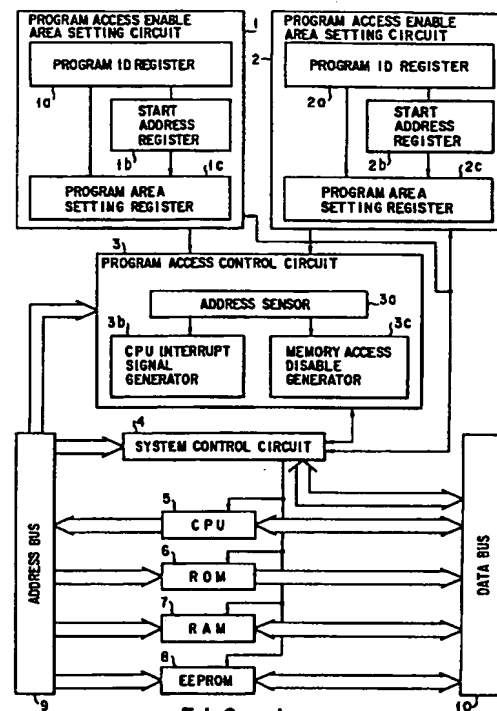 PROGRAM ACCESS ENABLE
AREA SETTING CIRCUIT
1
PROGRAM ID REGISTER
1a
START
ADDRESS
REGISTER
1b
1c
PROGRAM AREA
SETTING REGISTER
PROGRAM ACCESS ENABLE
AREA SETTING CIRCUIT
2
PROGRAM ID REGISTER
2a
START
ADDRESS
REGISTER
2b
2c
PROGRAM AREA
SETTING REGISTER
3
PROGRAM ACCESS CONTROL CIRCUIT
ADDRESS SENSOR
3a
3b
CPU INTERRUPT
SIGNAL
GENERATOR
3c
MEMORY ACCESS
DISABLE
GENERATOR
4
SYSTEM CONTROL CIRCUIT
5
CPU
6
ROM
7
RAM
8
EEPROM
ADDRESS BUS
9
DATA BUS
10